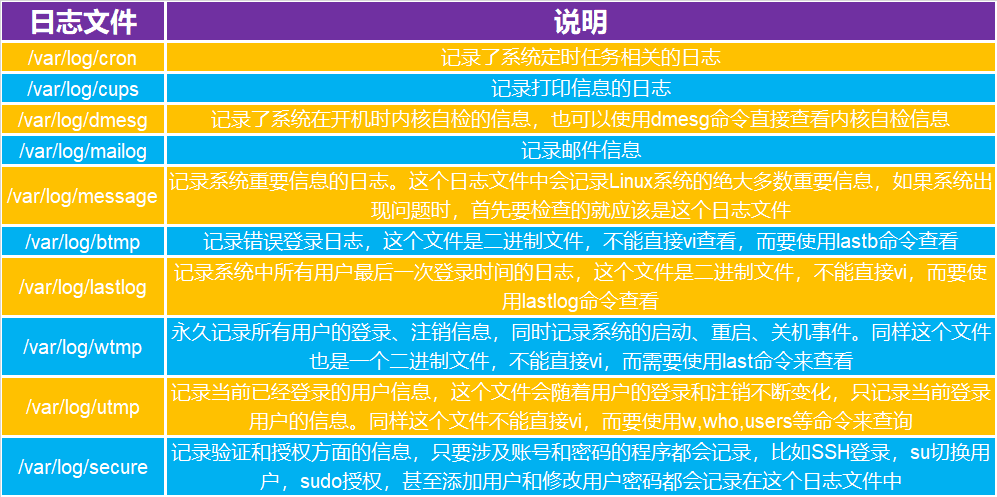 日志文件 说明
/var/log/cron 记录了系统定时任务相关的日志
/var/log/cups 记录打印信息的日志
/var/log/dmesg 记录了系统在开机时内核自检的信息，也可以使用dmesg命令直接查看内核自检信息
/var/log/mailog 记录邮件信息
/var/log/message 记录系统重要信息的日志。这个日志文件中会记录Linux系统的绝大多数重要信息，如果系统出
现问题时，首先要检查的就应该是这个日志文件
/var/log/btmp 记录错误登录日志，这个文件是二进制文件，不能直接vi查看，而要使用lastb命令查看
/var/log/lastlog 记录系统中所有用户最后一次登录时间的日志，这个文件是二进制文件，不能直接vi，而要使
用lastlog命令查看
/var/log/wtmp 永久记录所有用户的登录、注销信息，同时记录系统的启动、重启、关机事件。同样这个文件
也是一个二进制文件，不能直接vi，而需要使用last命令来查看
/var/log/utmp 记录当前已经登录的用户信息，这个文件会随着用户的登录和注销不断变化，只记录当前登录
用户的信息。同样这个文件不能直接vi，而要使用w,who,users等命令来查询
/var/log/secure 记录验证和授权方面的信息，只要涉及账号和密码的程序都会记录，比如SSH登录，su切换用
户，sudo授权，甚至添加用户和修改用户密码都会记录在这个日志文件中